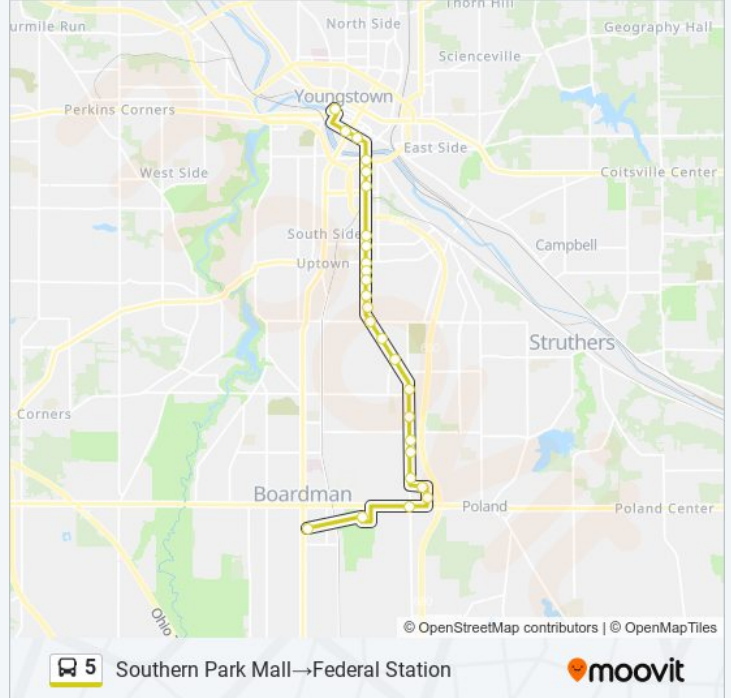 Thorn Hill
North Side
Geography Hall
urmile Run
Scienceville
Youngstown
Perkins Corners
East Side
West Side
Coitsville Center
South Side
Campbell
Uptown
Struthers
Corners
Boardman
Poland
Poland Center
Ohio
© OpenStreetMap contributors | © OpenMapTiles
5 Southern Park Mall→Federal Station
moovit